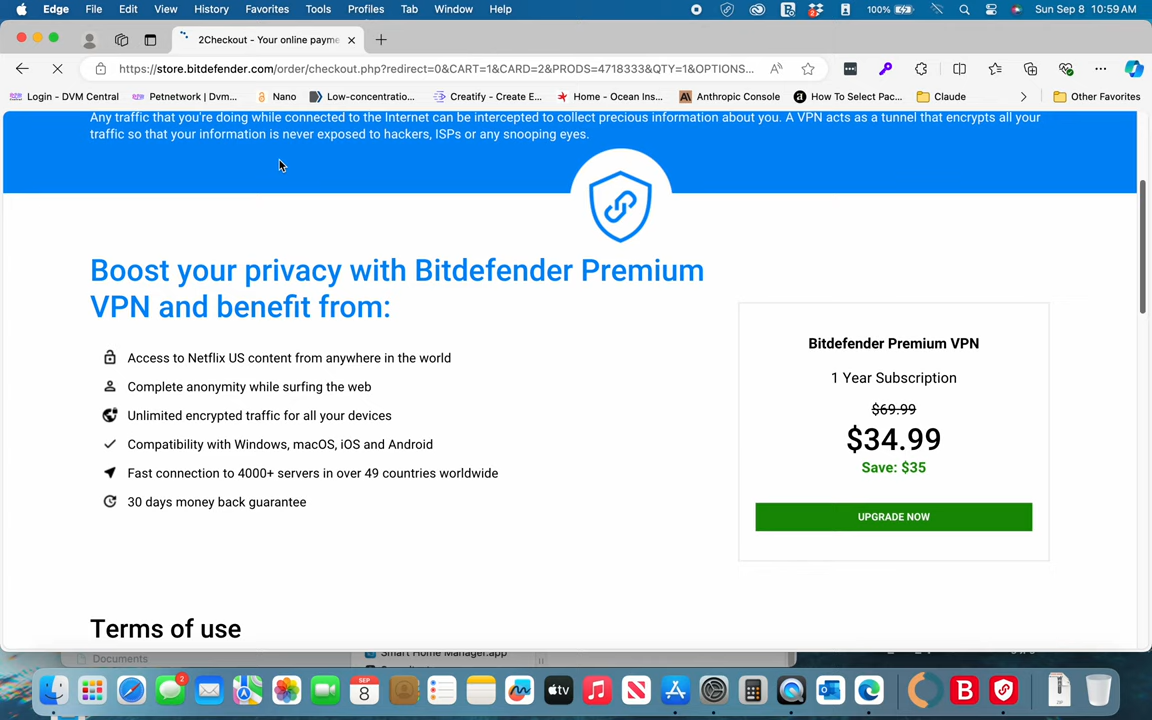 Edge File Edit View History Favorites Tools Profiles Tab Window Help 100% Sun Sep 8 10:59 AM
2Checkout - Your online payme
https://store.bitdefender.com/order/checkout.php?redirect=0&CART=1&CARD=2&PRODS=4718333&QTY=1&OPTIONS...
Login - DVM Central Petnetwork | Dvm... Nano Low-concentratio... Creatify - Create E... Home - Ocean Ins... Anthropic Console How To Select Pac... Claude Other Favorites
Any traffic that you're doing while connected to the Internet can be intercepted to collect precious information about you. A VPN acts as a tunnel that encrypts all your
traffic so that your information is never exposed to hackers, ISPs or any snooping eyes.
Boost your privacy with Bitdefender Premium
VPN and benefit from:
Access to Netflix US content from anywhere in the world
Complete anonymity while surfing the web
Unlimited encrypted traffic for all your devices
Compatibility with Windows, macOS, iOS and Android
Fast connection to 4000+ servers in over 49 countries worldwide
30 days money back guarantee
Bitdefender Premium VPN
1 Year Subscription
$69.99
$34.99
Save: $35
UPGRADE NOW
Terms of use
Documents
Smart Home Manager.app
2
SEP
8
tv
B
ZIP